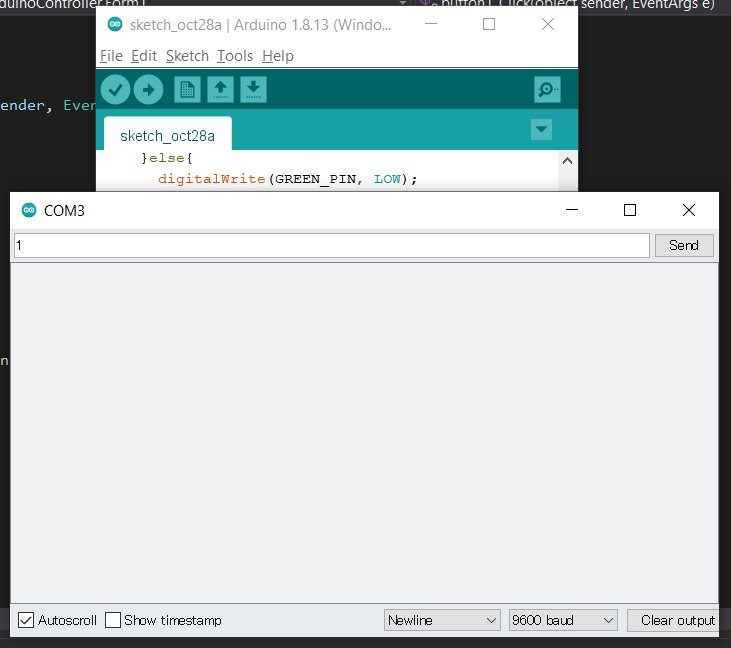 button1_Click(object sender, EventArgs e)
sketch_oct28a | Arduino 1.8.13 (Windo...
File Edit Sketch Tools Help
ender, Even
sketch_oct28a
}else{
digitalWrite(GREEN_PIN, LOW);
COM3
1
Send
n
Autoscroll Show timestamp Newline 9600 baud Clear output